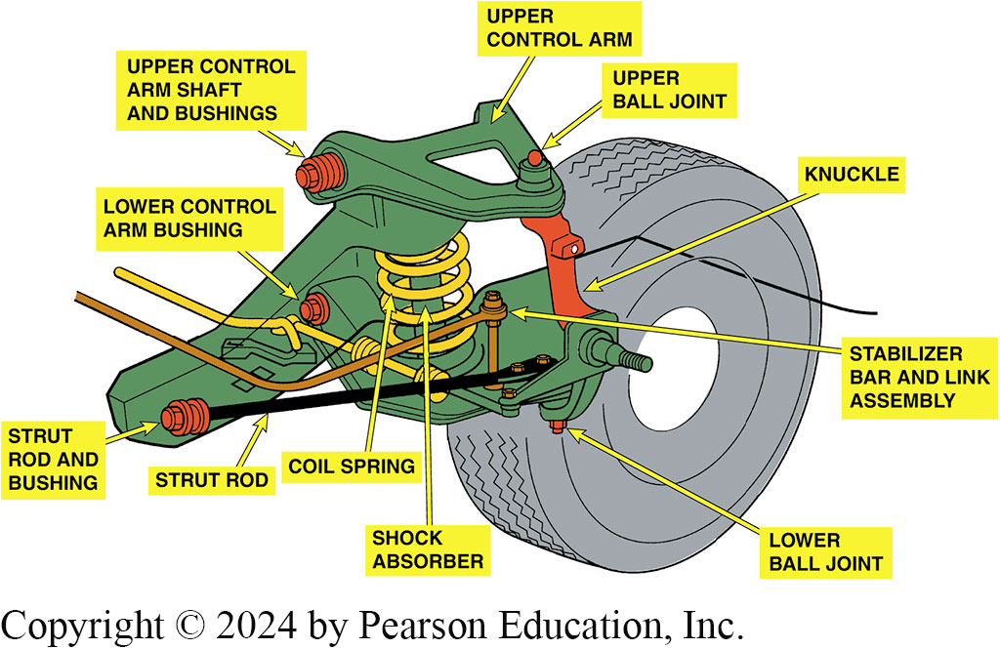 UPPER
CONTROL ARM
UPPER CONTROL
ARM SHAFT
AND BUSHINGS
UPPER
BALL JOINT
KNUCKLE
LOWER CONTROL
ARM BUSHING
STABILIZER
BAR AND LINK
ASSEMBLY
STRUT
ROD AND
BUSHING
STRUT ROD
COIL SPRING
SHOCK
ABSORBER
LOWER
BALL JOINT
Copyright © 2024 by Pearson Education, Inc.